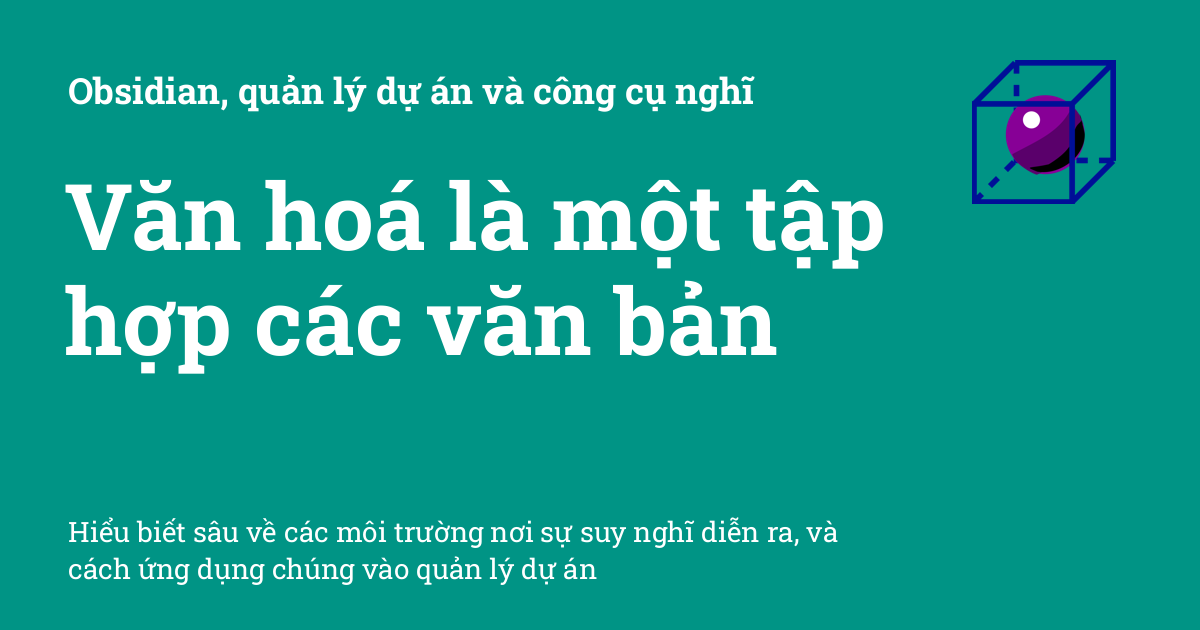 Obsidian, quản lý dự án và công cụ nghĩ
Văn hoá là một tập
hợp các văn bản
Hiểu biết sâu về các môi trường nơi sự suy nghĩ diễn ra, và
cách ứng dụng chúng vào quản lý dự án